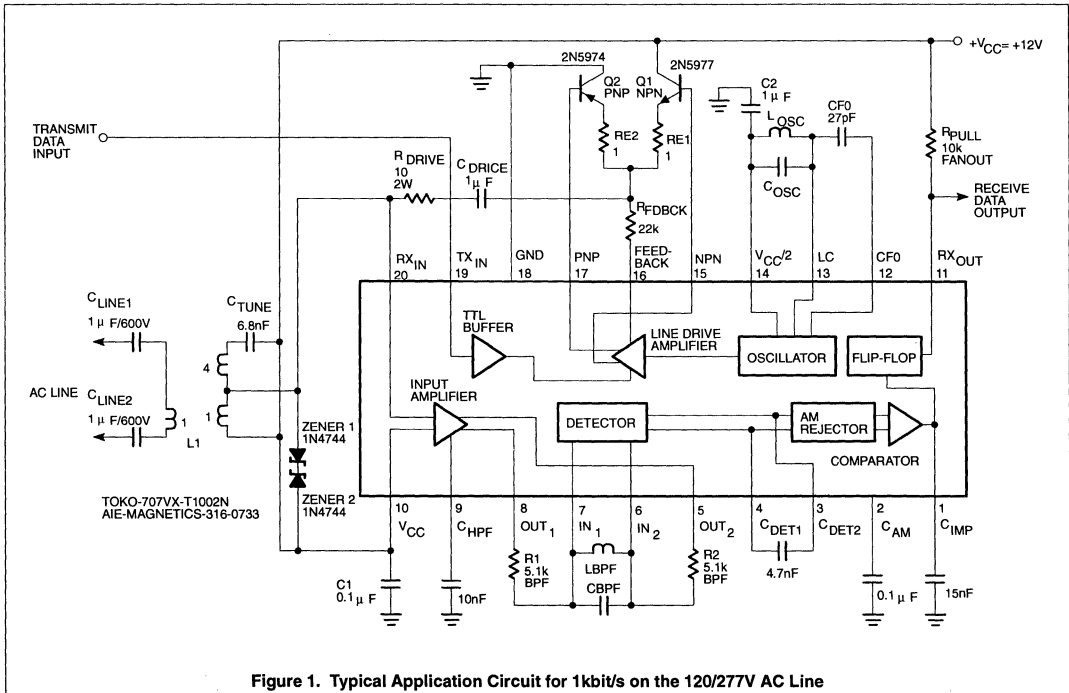 +VCC= +12V
2N5974
2N5977
Q2
PNP
Q1
NPN
C2
1 μ F
LOSC
CF0
27pF
TRANSMIT
DATA
INPUT
RE2
1
RE1
1
RPULL
10k
FANOUT
R DRIVE
10
2W
C DRICE
1 μ F
COSC
RECEIVE
DATA
OUTPUT
RFDBCK
22k
RXIN
20
TXIN
19
GND
18
PNP
17
FEED-
BACK
16
NPN
15
VCC/2
14
LC
13
CF0
12
RXOUT
11
CLINE1
1 μ F/600V
CTUNE
6.8nF
TTL
BUFFER
LINE DRIVE
AMPLIFIER
OSCILLATOR
FLIP-FLOP
4
AC LINE
CLINE2
1 μ F/600V
1
L1
1
INPUT
AMPLIFIER
DETECTOR
AM
REJECTOR
COMPARATOR
ZENER 1
1N4744
ZENER 2
1N4744
TOKO-707VX-T1002N
AIE-MAGNETICS-316-0733
10
VCC
9
CHPF
8
OUT1
7
IN1
6
IN2
5
OUT2
4
CDET1
3
CDET2
2
CAM
1
CIMP
R1
5.1k
BPF
LBPF
CBPF
R2
5.1k
BPF
4.7nF
C1
0.1 μ F
10nF
0.1 μ F
15nF
Figure 1. Typical Application Circuit for 1kbit/s on the 120/277V AC Line